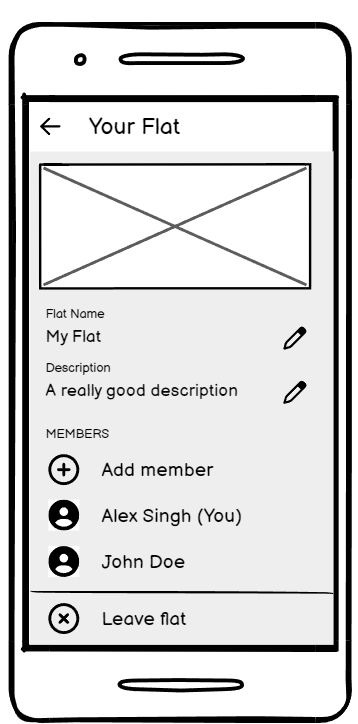 Your Flat
Flat Name
My Flat
Description
A really good description
MEMBERS
Add member
Alex Singh (You)
John Doe
Leave flat